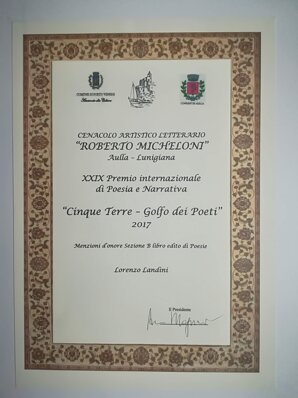 CENACOLO ARTISTICO LETTERARIO
"ROBERTO MICHELONI"
Aulla - Lunigiana
XXIX Premio internazionale
di Poesia e Narrativa
"Cinque Terre - Golfo dei Poeti"
2017
Menzioni d'onore Sezione B libro edito di Poesie
Lorenzo Landini
Il Presidente